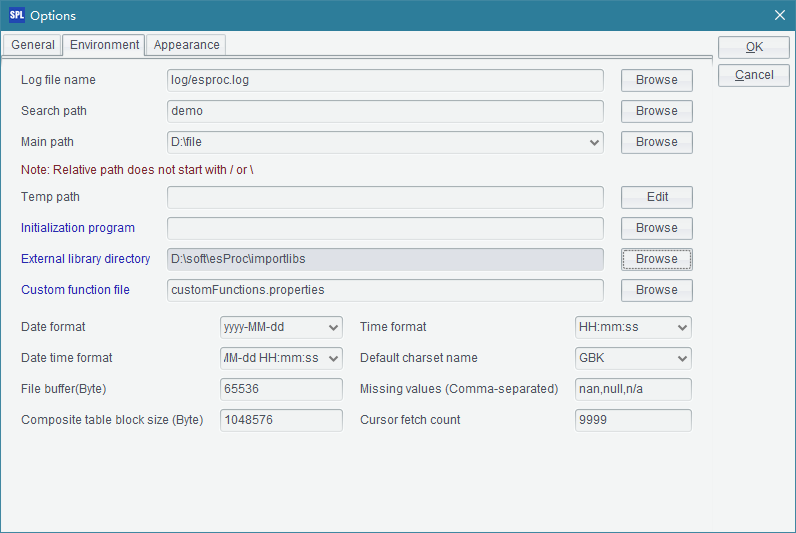 SPL Options
General Environment Appearance
OK
Cancel
Log file name log/esproc.log Browse
Search path demo Browse
Main path D:\file Browse
Note: Relative path does not start with / or \
Temp path Edit
Initialization program Browse
External library directory D:\soft\esProc\importlibs Browse
Custom function file customFunctions.properties Browse
Date format yyyy-MM-dd Time format HH:mm:ss
Date time format MM-dd HH:mm:ss Default charset name GBK
File buffer(Byte) 65536 Missing values (Comma-separated) nan,null,n/a
Composite table block size (Byte) 1048576 Cursor fetch count 9999